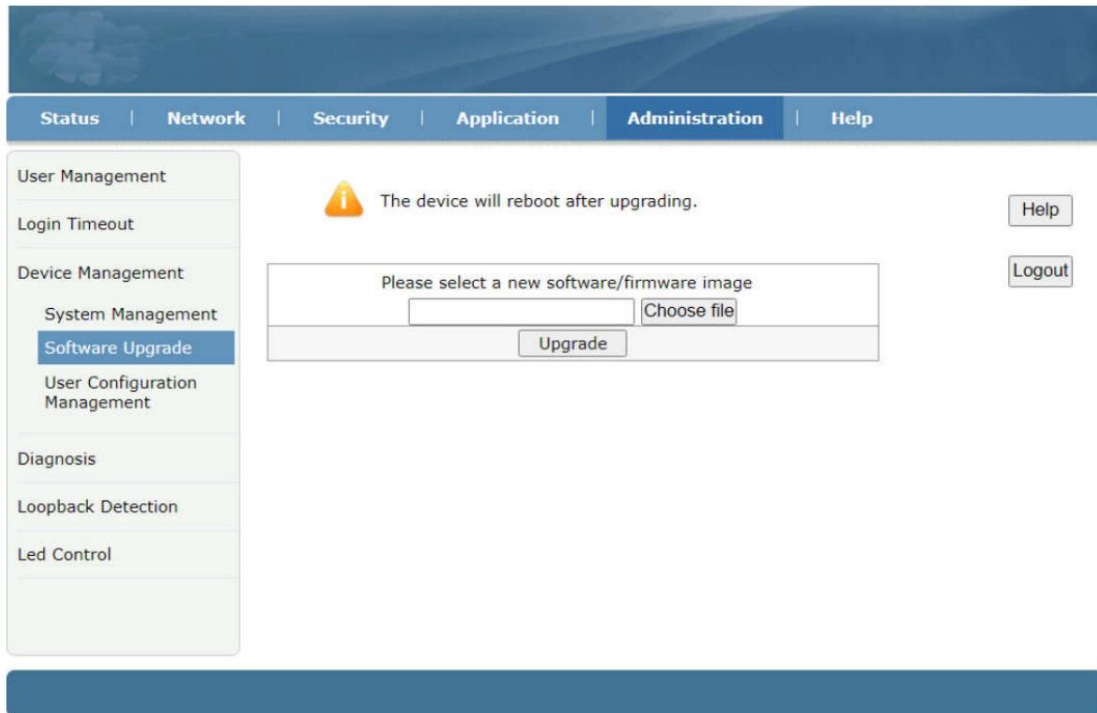 Status | Network | Security | Application | Administration | Help
User Management
Login Timeout
Device Management
System Management
Software Upgrade
User Configuration
Management
Diagnosis
Loopback Detection
Led Control
The device will reboot after upgrading.
Please select a new software/firmware image
Choose file
Upgrade
Help
Logout